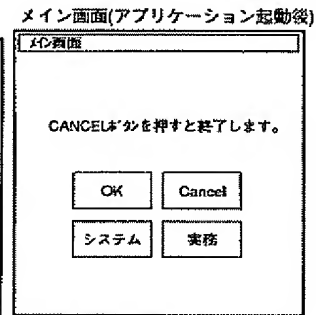 メイン画面(アプリケーション起動後)
メイン画面
CANCELボタンを押すと終了します。
OK
Cancel
システム
実務